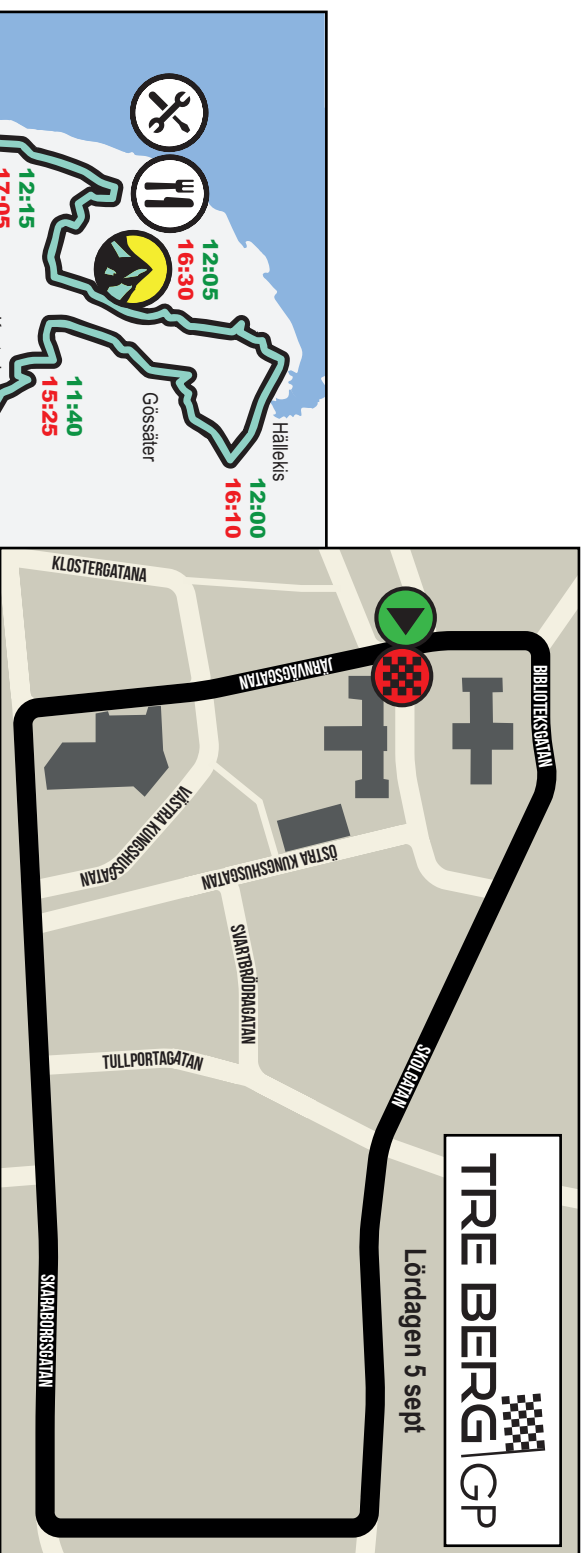 12:15
17:05
12:05
16:30
11:40
15:25
Gössäter
Hällekis
12:00
16:10
TRE BERG GP
Lördagen 5 sept
BIBLIOTEKSGATAN
SKOLGATAN
JÄRNVÄGSGATAN
KLOSTERGATANA
VÄSTRA KUNGSHUSGATAN
ÖSTRA KUNGSHUSGATAN
SVARTBRÖDRAGATAN
TULLPORTAGATAN
SKARABORGSGATAN